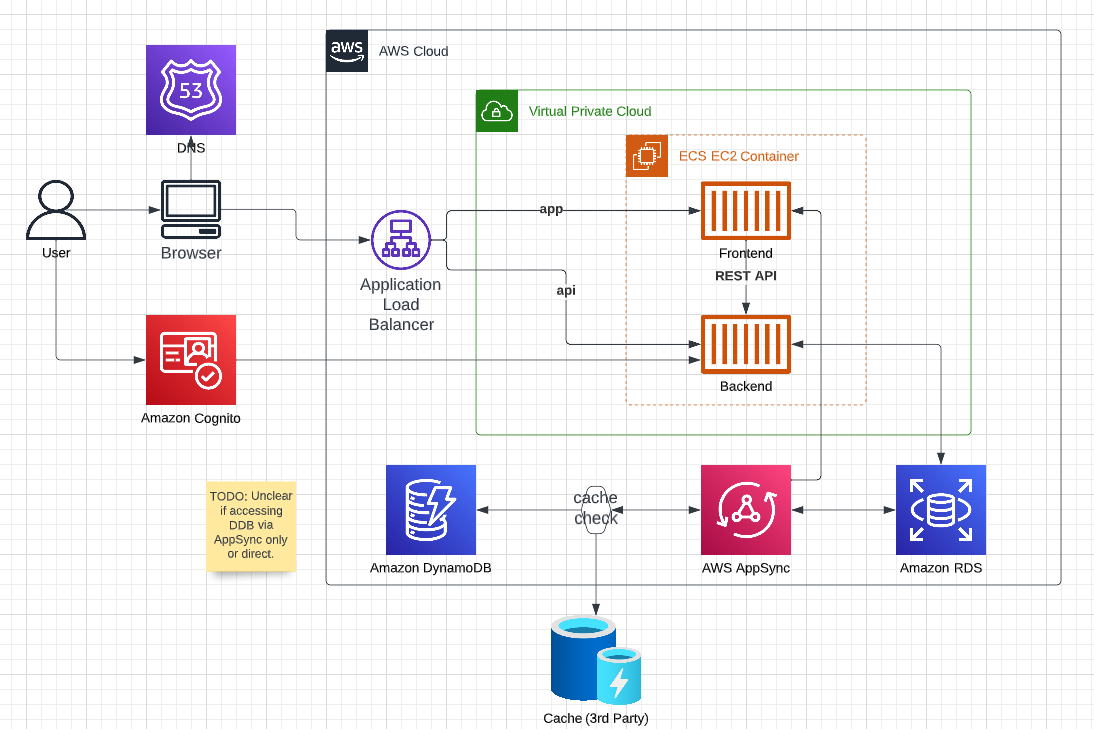 aws
AWS Cloud
53
DNS
Virtual Private Cloud
ECS EC2 Container
app
User
Browser
Frontend
REST API
Application
Load
Balancer
api
Backend
Amazon Cognito
TODO: Unclear
if accessing
DDB via
AppSync only
or direct.
cache
check
Amazon DynamoDB
AWS AppSync
Amazon RDS
Cache (3rd Party)